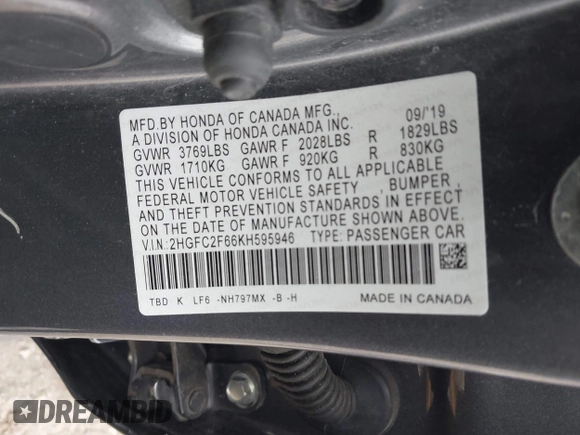 MFD.BY HONDA OF CANADA MFG., 09/'19
A DIVISION OF HONDA CANADA INC.
GVWR 3769LBS GAWR F 2028LBS R 1829LBS
GVWR 1710KG GAWR F 920KG R 830KG
THIS VEHICLE CONFORMS TO ALL APPLICABLE
FEDERAL MOTOR VEHICLE SAFETY , BUMPER ,
AND THEFT PREVENTION STANDARDS IN EFFECT
ON THE DATE OF MANUFACTURE SHOWN ABOVE.
V.I.N: 2HGFC2F66KH595946 TYPE: PASSENGER CAR
TBD K LF6 -NH797MX -B -H MADE IN CANADA
DREAMBID